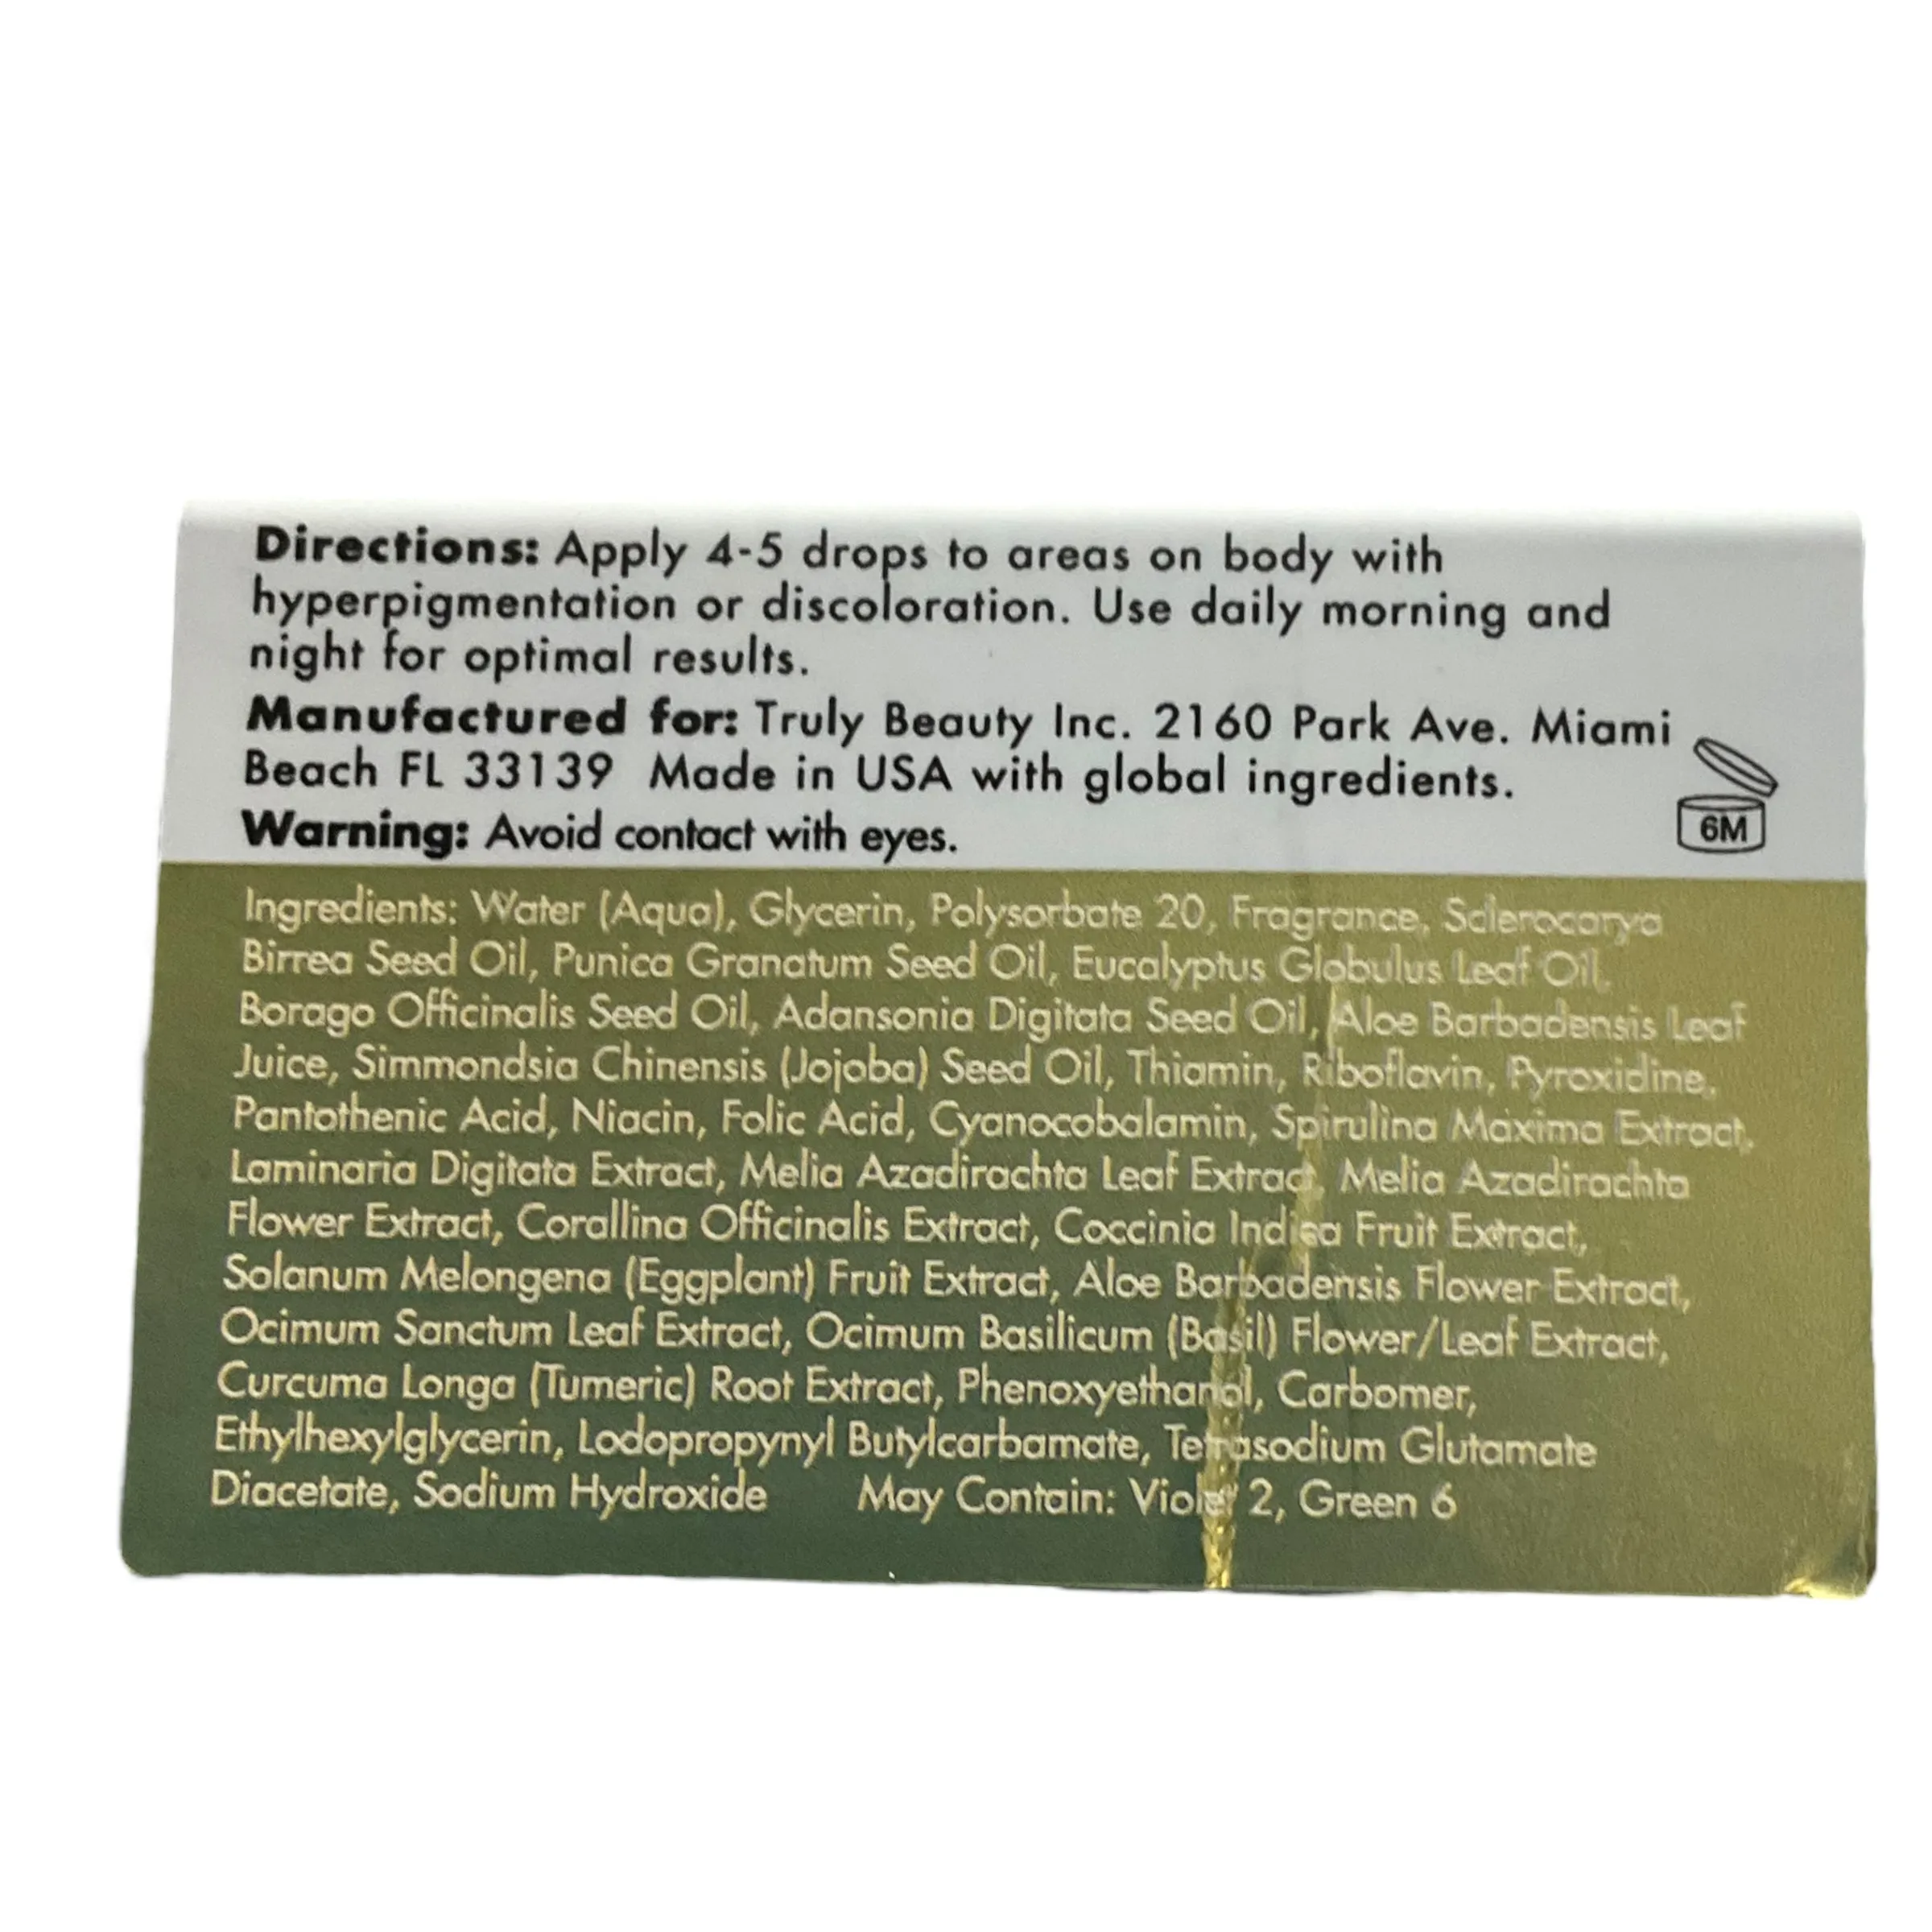 Directions: Apply 4-5 drops to areas on body with
hyperpigmentation or discoloration. Use daily morning and
night for optimal results.
Manufactured for: Truly Beauty Inc. 2160 Park Ave. Miami
Beach FL 33139 Made in USA with global ingredients.
6M
Warning: Avoid contact with eyes.
Ingredients: Water (Aqua), Glycerin, Polysorbate 20, Fragrance, Sclerocarya
Birrea Seed Oil, Punica Granatum Seed Oil, Eucalyptus Globulus Leaf Oil,
Borago Officinalis Seed Oil, Adansonia Digitata Seed Oil, Aloe Barbadensis Leaf
Juice, Simmondsia Chinensis (Jojoba) Seed Oil, Thiamin, Riboflavin, Pyroxidine,
Pantothenic Acid, Niacin, Folic Acid, Cyanocobalamin, Spirulina Maxima Extract,
Laminaria Digitata Extract, Melia Azadirachta Leaf Extract, Melia Azadirachta
Flower Extract, Corallina Officinalis Extract, Coccinia Indica Fruit Extract,
Solanum Melongena (Eggplant) Fruit Extract, Aloe Barbadensis Flower Extract,
Ocimum Sanctum Leaf Extract, Ocimum Basilicum (Basil) Flower/Leaf Extract,
Curcuma Longa (Tumeric) Root Extract, Phenoxyethanol, Carbomer,
Ethylhexylglycerin, Lodopropynyl Butylcarbamate, Tetrasodium Glutamate
Diacetate, Sodium Hydroxide May Contain: Violet 2, Green 6